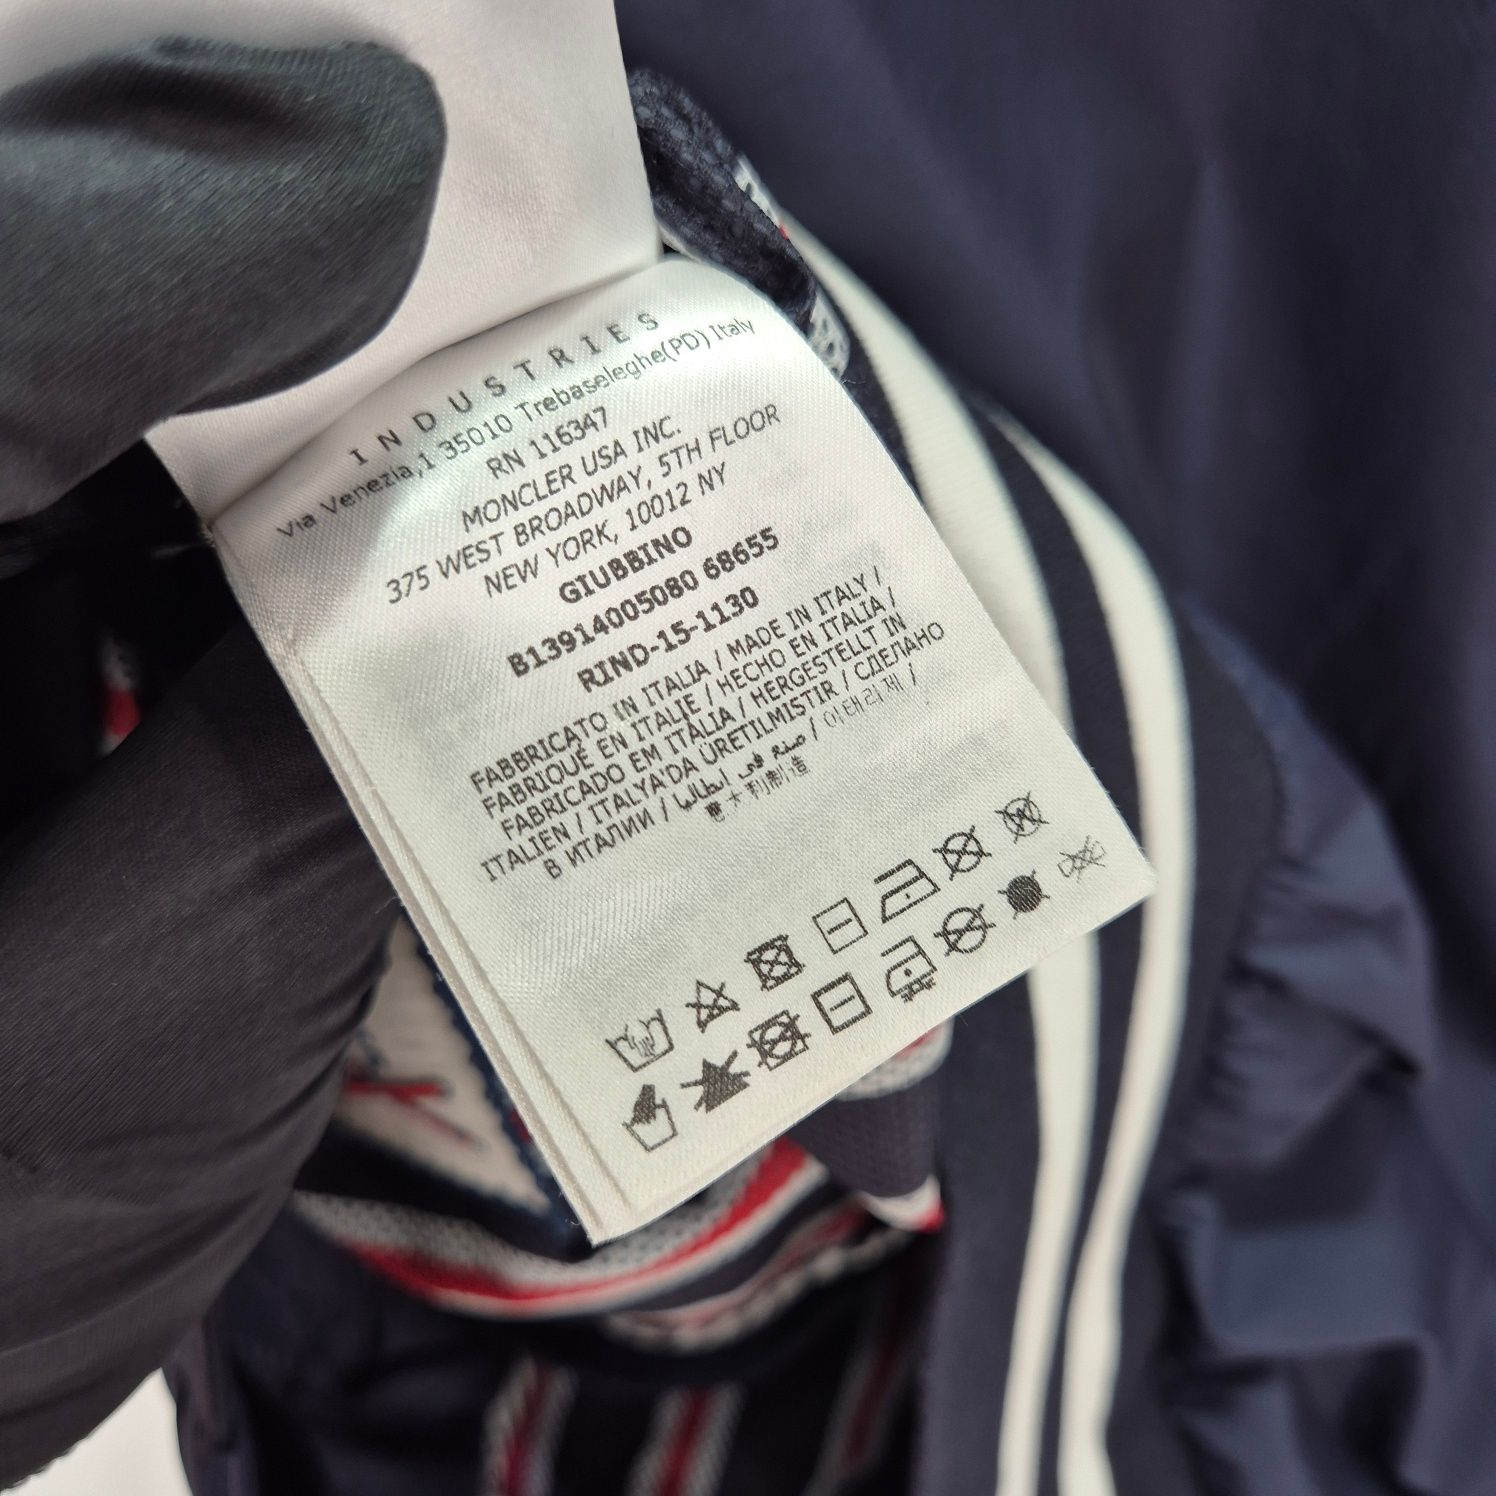 INDUSTRIES
Via Venezia,1 35010 Trebaseleghe(PD) Italy
RN 116347
MONCLER USA INC.
375 WEST BROADWAY, 5TH FLOOR
NEW YORK, 10012 NY
GIUBBINO
B13914005080 68655
RIND-15-1130
FABBRICATO IN ITALIA / MADE IN ITALY /
FABRIQUÉ EN ITALIE / HECHO EN ITALIA /
FABRICADO EM ITÀLIA / HERGESTELLT IN
ITALIEN / ITALYA'DA ÜRETILMISTIR / СДЕЛАНО
В ИТАЛИИ / صنع في إيطاليا / 이태리제 /
意大利制造